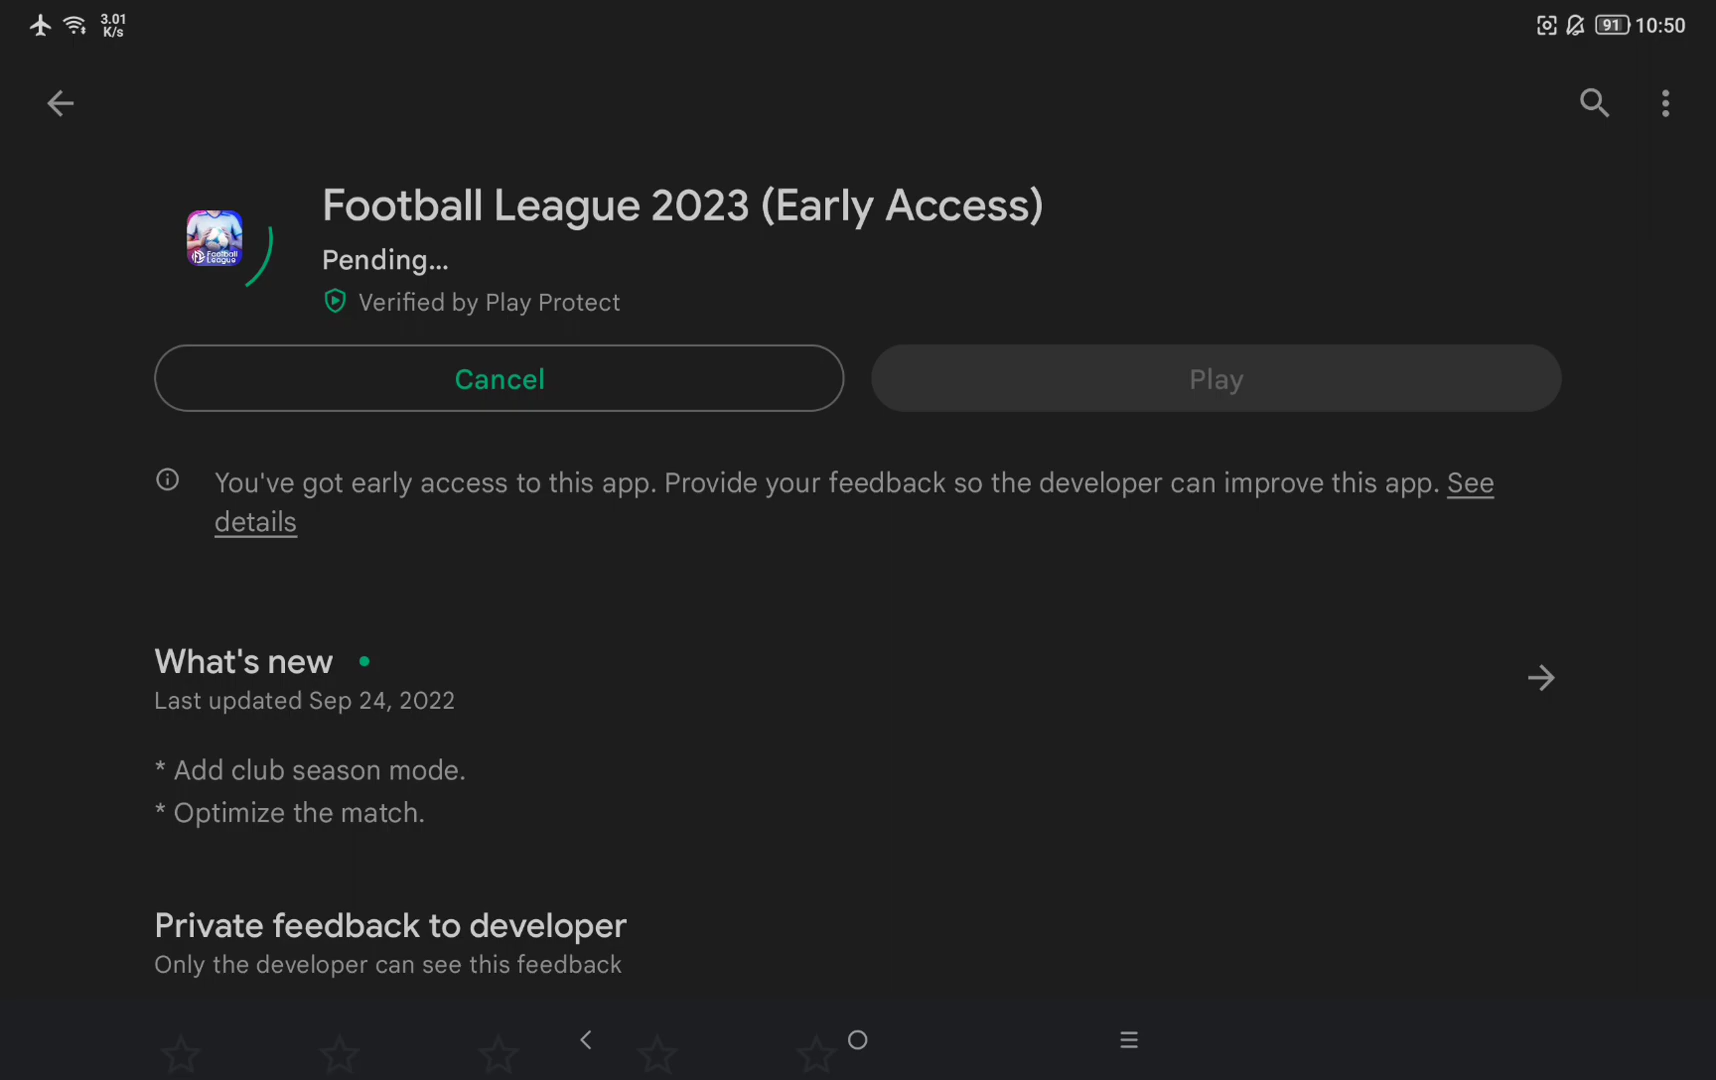 3.01
K/s
91
10:50
Football League 2023 (Early Access)
Pending...
Football
League
Verified by Play Protect
Cancel
Play
You've got early access to this app. Provide your feedback so the developer can improve this app. See
details
What's new
Last updated Sep 24, 2022
* Add club season mode.
* Optimize the match.
Private feedback to developer
Only the developer can see this feedback